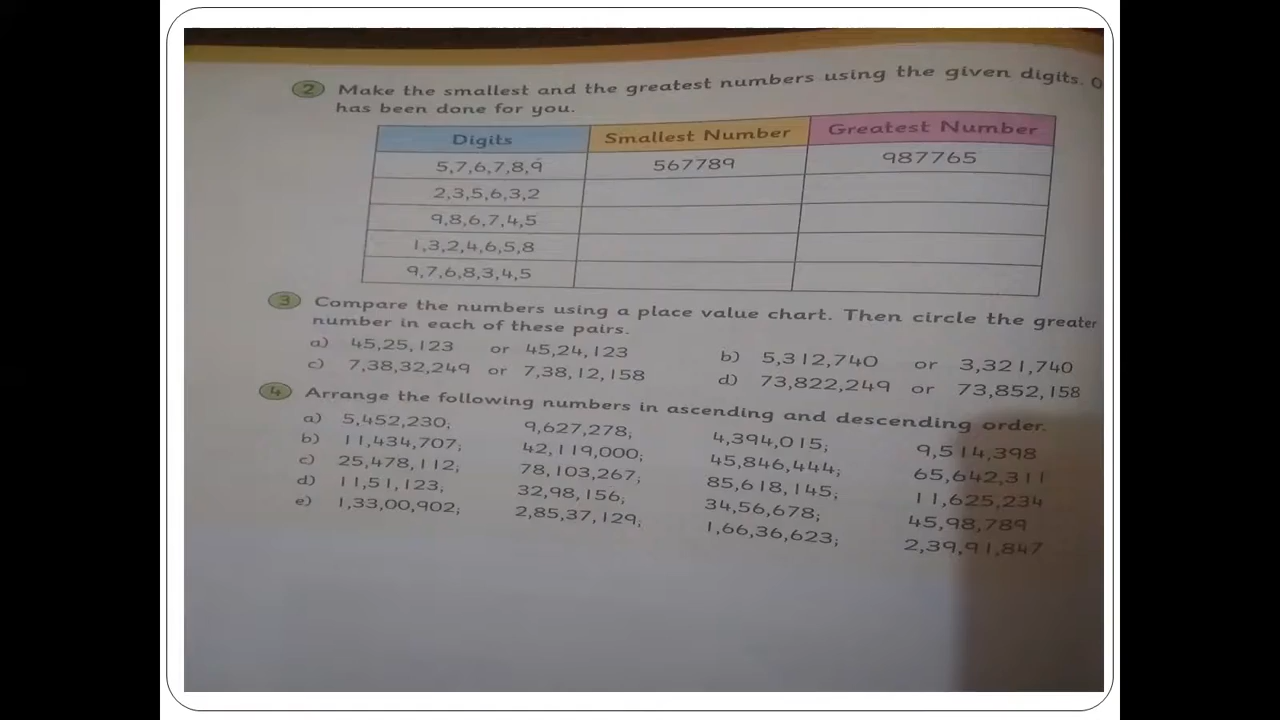 2 Make the smallest and the greatest numbers using the given digits.
has been done for you.
Digits Smallest Number Greatest Number
5,7,6,7,8,9 567789 987765
2,3,5,6,3,2
9,8,6,7,4,5
1,3,2,4,6,5,8
9,7,6,8,3,4,5
3 Compare the numbers using a place value chart. Then circle the greater
number in each of these pairs.
a) 45,25,123 or 45,24,123 b) 5,312,740 or 3,321,740
c) 7,38,32,249 or 7,38,12,158 d) 73,822,249 or 73,852,158
4 Arrange the following numbers in ascending and descending order.
a) 5,452,230; 9,627,278; 4,394,015; 9,514,398
b) 11,434,707; 42,119,000; 45,846,444; 65,642,311
c) 25,478,112; 78,103,267; 85,618,145; 11,625,234
d) 11,51,123; 32,98,156; 34,56,678; 45,98,789
e) 1,33,00,902; 2,85,37,129; 1,66,36,623; 2,39,91,847